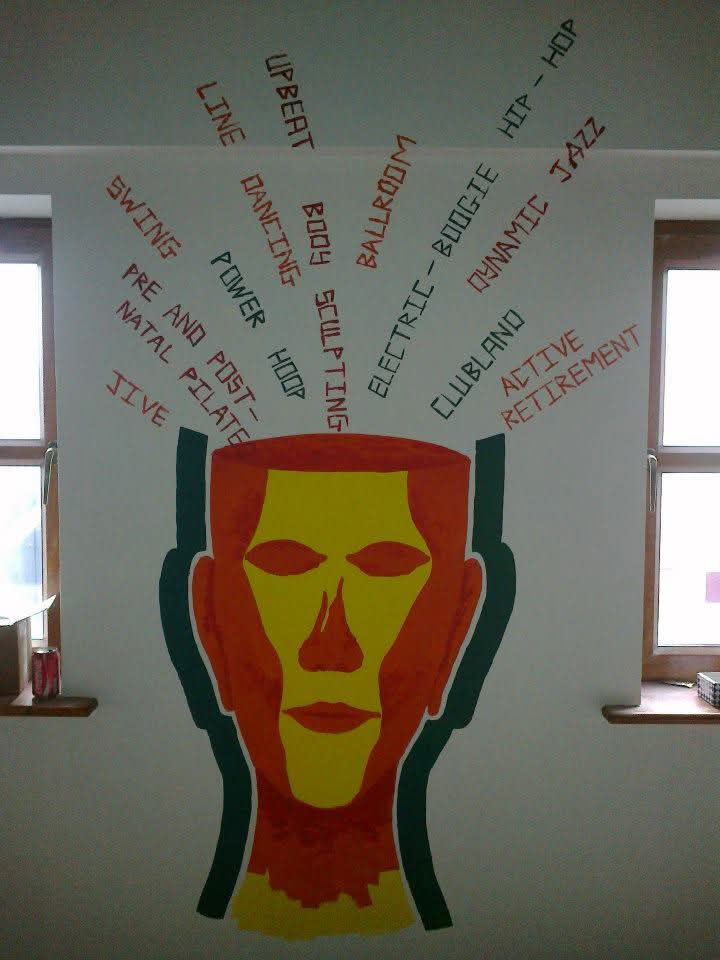 JIVE
PRE AND POST-
NATAL PILATE
SWING
POWER HOOP
LINE DANCING
UPBEAT BODY SCULPTING
BALLROOM
ELECTRIC-BOOGIE HIP-HOP
DYNAMIC JAZZ
CLUBLAND
ACTIVE
RETIREMENT